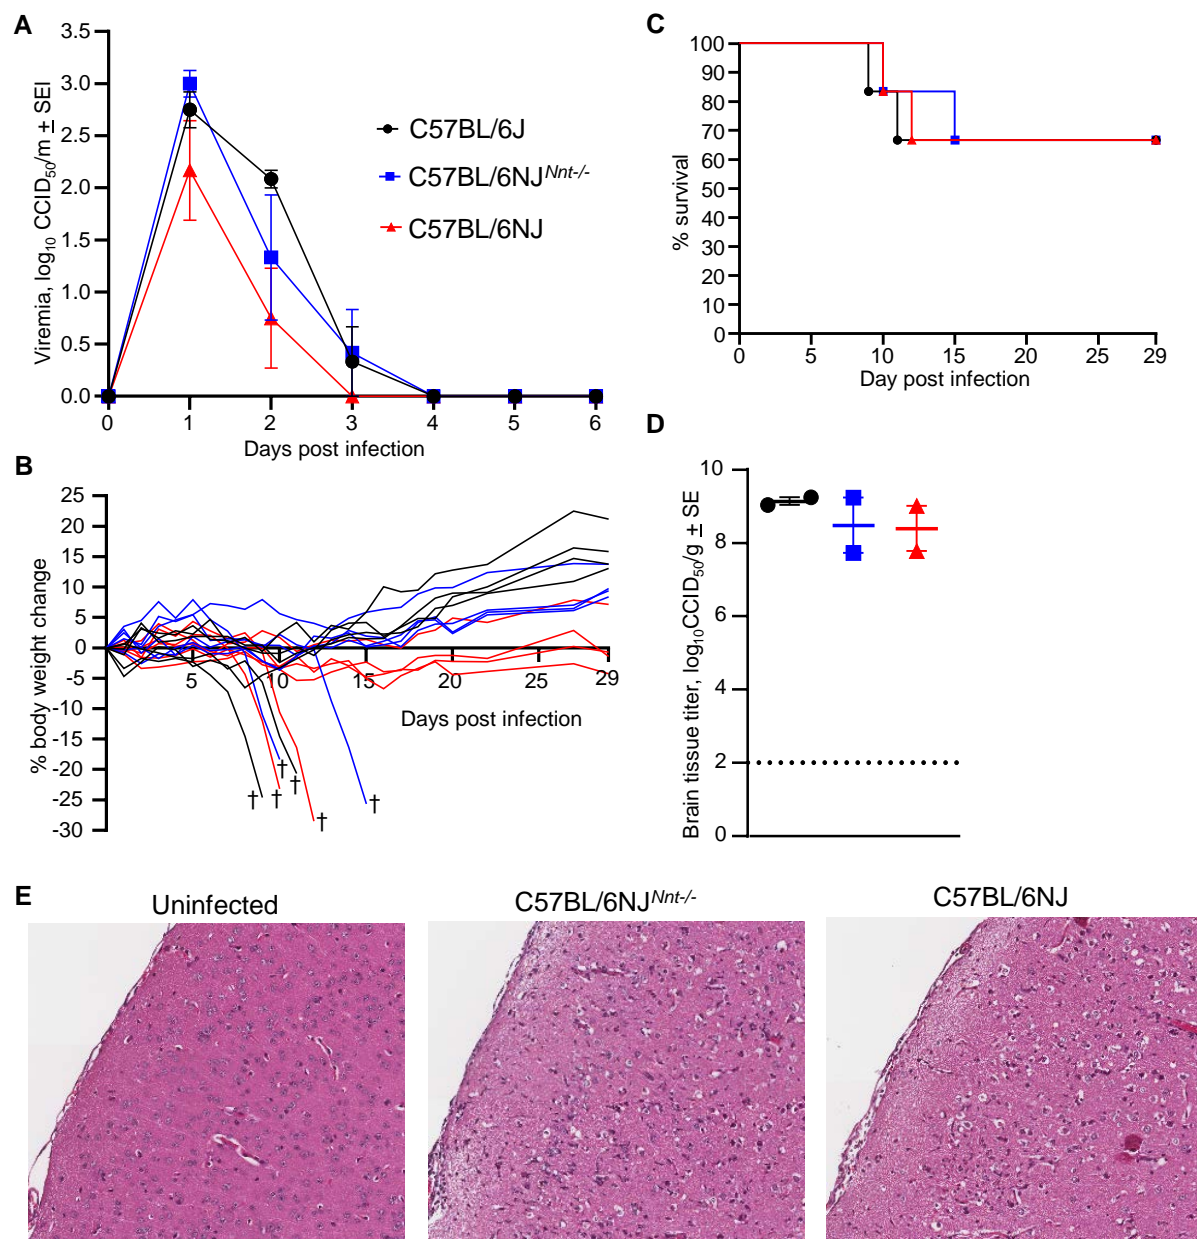 A
Viremia, log₁₀ CCID₅₀/m ± SEI
3.0
2.5
2.0
1.5
1.0
0.5
0.0
0 1 2 3 4 5 6
Days post infection
C57BL/6J
C57BL/6NJ^Nnt-/-
C57BL/6NJ
B
% body weight change
25
20
15
10
5
0
-5
-10
-15
-20
-25
-30
5 10 15 20 25 29
Days post infection
† † † † † †
C
% survival
100
90
80
70
60
50
40
30
20
10
0
0 5 10 15 20 25 29
Day post infection
D
Brain tissue titer, log₁₀CCID₅₀/g ± SE
10
8
6
4
2
0
E
Uninfected
C57BL/6NJ^Nnt-/-
C57BL/6NJ